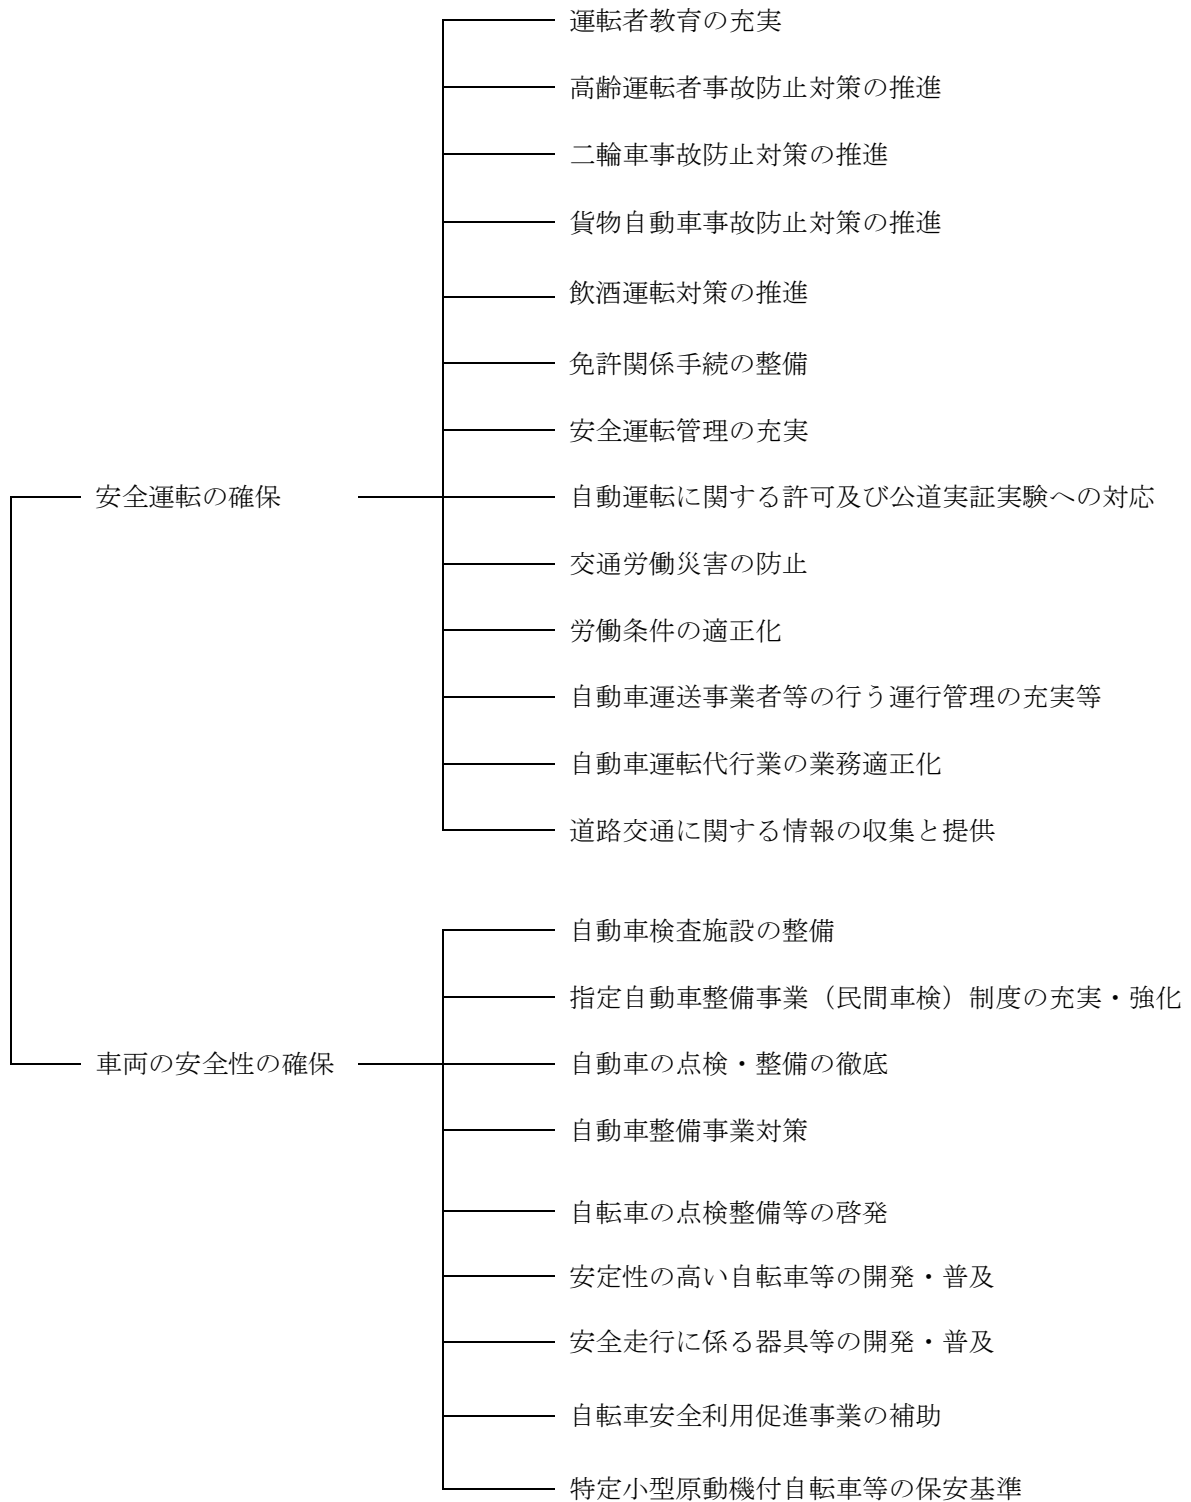 運転者教育の充実
高齢運転者事故防止対策の推進
二輪車事故防止対策の推進
貨物自動車事故防止対策の推進
飲酒運転対策の推進
免許関係手続の整備
安全運転管理の充実
安全運転の確保
自動運転に関する許可及び公道実証実験への対応
交通労働災害の防止
労働条件の適正化
自動車運送事業者等の行う運行管理の充実等
自動車運転代行業の業務適正化
道路交通に関する情報の収集と提供
自動車検査施設の整備
指定自動車整備事業（民間車検）制度の充実・強化
車両の安全性の確保
自動車の点検・整備の徹底
自動車整備事業対策
自転車の点検整備等の啓発
安定性の高い自転車等の開発・普及
安全走行に係る器具等の開発・普及
自転車安全利用促進事業の補助
特定小型原動機付自転車等の保安基準